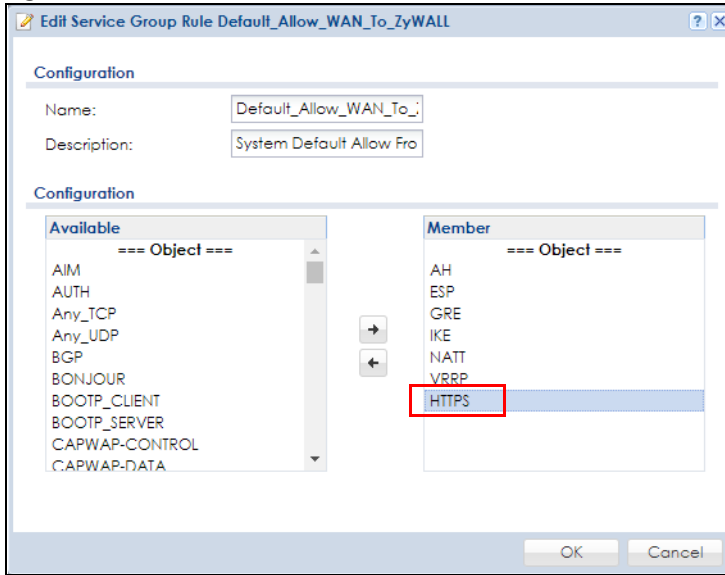 Edit Service Group Rule Default_Allow_WAN_To_ZyWALL
Configuration
Name: Default_Allow_WAN_To_
Description: System Default Allow Fro
Configuration
Available
=== Object ===
AIM
AUTH
Any_TCP
Any_UDP
BGP
BONJOUR
BOOTP_CLIENT
BOOTP_SERVER
CAPWAP-CONTROL
CAPWAP-DATA
Member
=== Object ===
AH
ESP
GRE
IKE
NATT
VRRP
HTTPS
OK Cancel